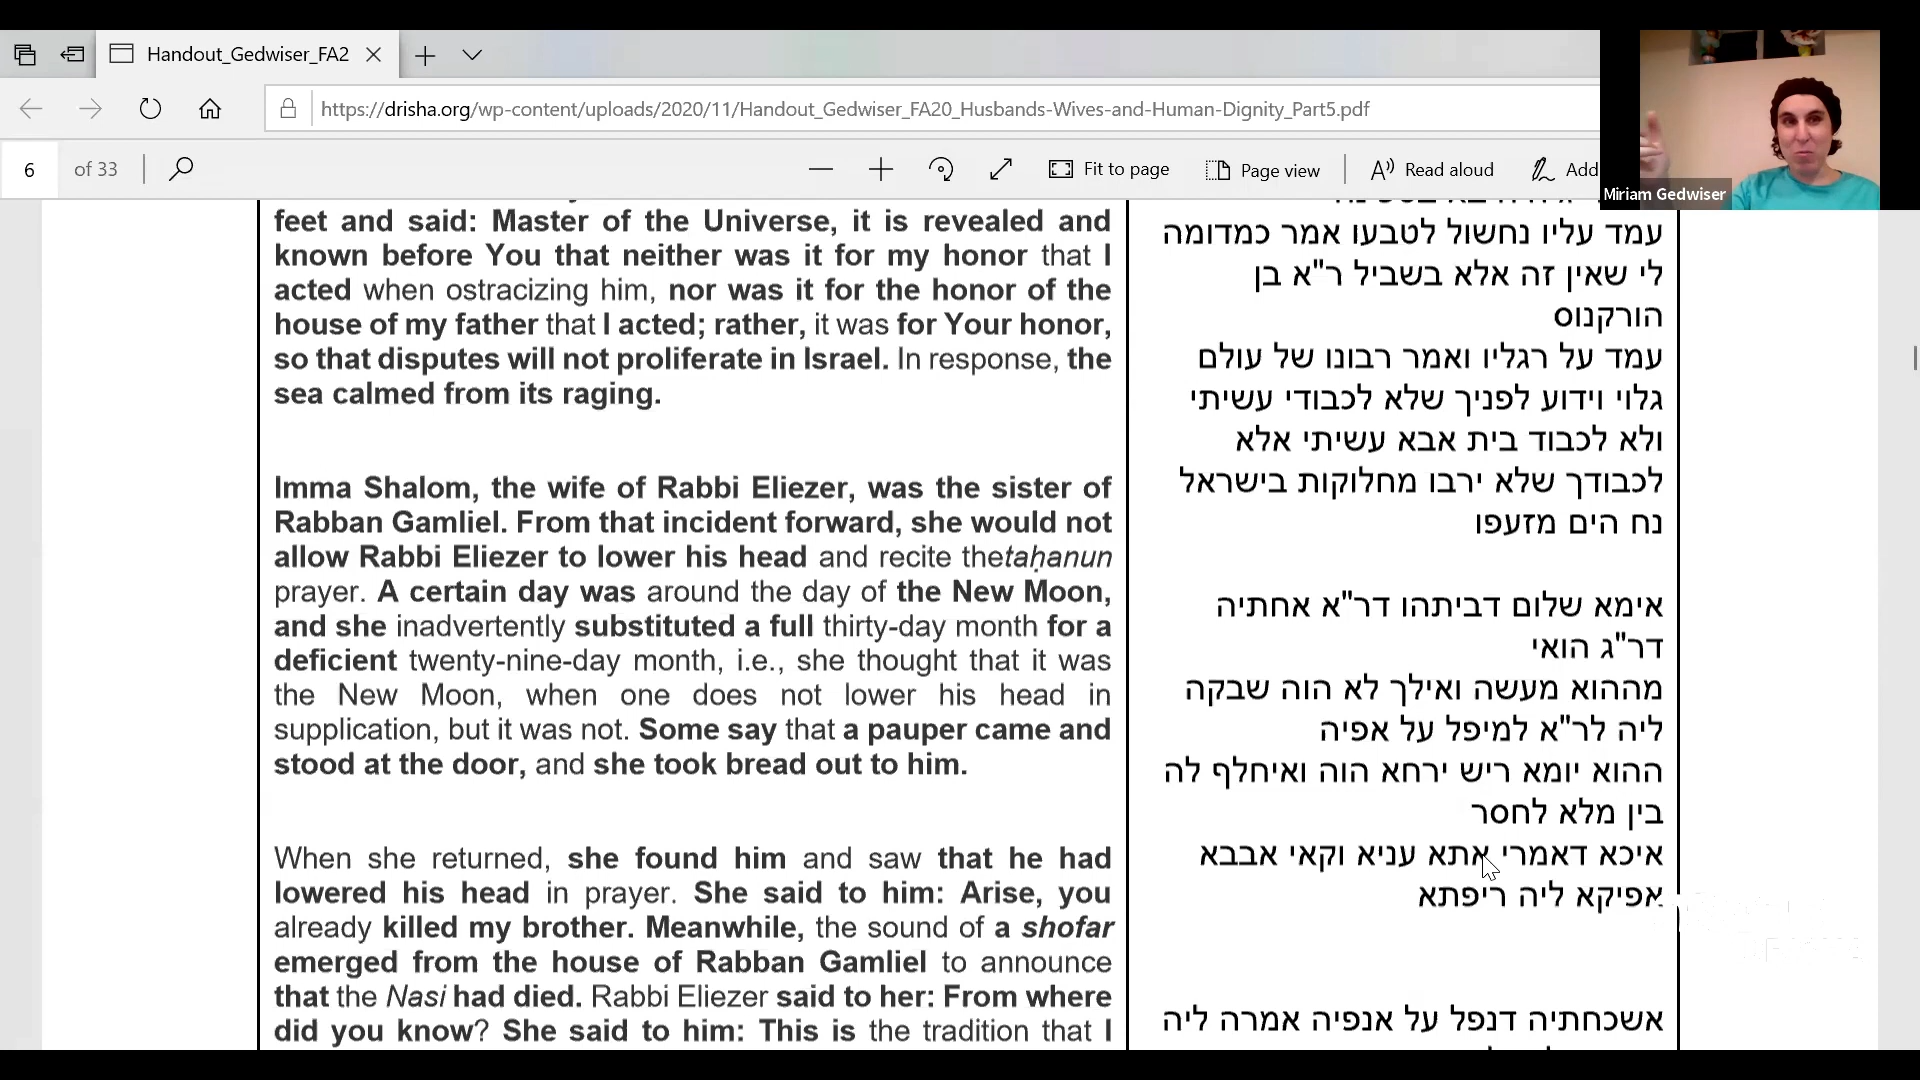 Handout_Gedwiser_FA2
https://drisha.org/wp-content/uploads/2020/11/Handout_Gedwiser_FA20_Husbands-Wives-and-Human-Dignity_Part5.pdf
6 of 33
Fit to page
Page view
Read aloud
Add
Miriam Gedwiser
feet and said: Master of the Universe, it is revealed and
known before You that neither was it for my honor that I
acted when ostracizing him, nor was it for the honor of the
house of my father that I acted; rather, it was for Your honor,
so that disputes will not proliferate in Israel. In response, the
sea calmed from its raging.
Imma Shalom, the wife of Rabbi Eliezer, was the sister of
Rabban Gamliel. From that incident forward, she would not
allow Rabbi Eliezer to lower his head and recite thetaḥanun
prayer. A certain day was around the day of the New Moon,
and she inadvertently substituted a full thirty-day month for a
deficient twenty-nine-day month, i.e., she thought that it was
the New Moon, when one does not lower his head in
supplication, but it was not. Some say that a pauper came and
stood at the door, and she took bread out to him.
When she returned, she found him and saw that he had
lowered his head in prayer. She said to him: Arise, you
already killed my brother. Meanwhile, the sound of a shofar
emerged from the house of Rabban Gamliel to announce
that the Nasi had died. Rabbi Eliezer said to her: From where
did you know? She said to him: This is the tradition that I
עמד עליו נחשול לטבעו אמר כמדומה
לי שאין זה אלא בשביל ר"א בן
הורקנוס
עמד על רגליו ואמר רבונו של עולם
גלוי וידוע לפניך שלא לכבודי עשיתי
ולא לכבוד בית אבא עשיתי אלא
לכבודך שלא ירבו מחלוקות בישראל
נח הים מזעפו
אימא שלום דביתהו דר"א אחתיה
דר"ג הואי
מההוא מעשה ואילך לא הוה שבקה
ליה לר"א למיפל על אפיה
ההוא יומא ריש ירחא הוה ואיחלף לה
בין מלא לחסר
איכא דאמרי אתא עניא וקאי אבבא
אפיקא ליה ריפתא
אשכחתיה דנפל על אנפיה אמרה ליה